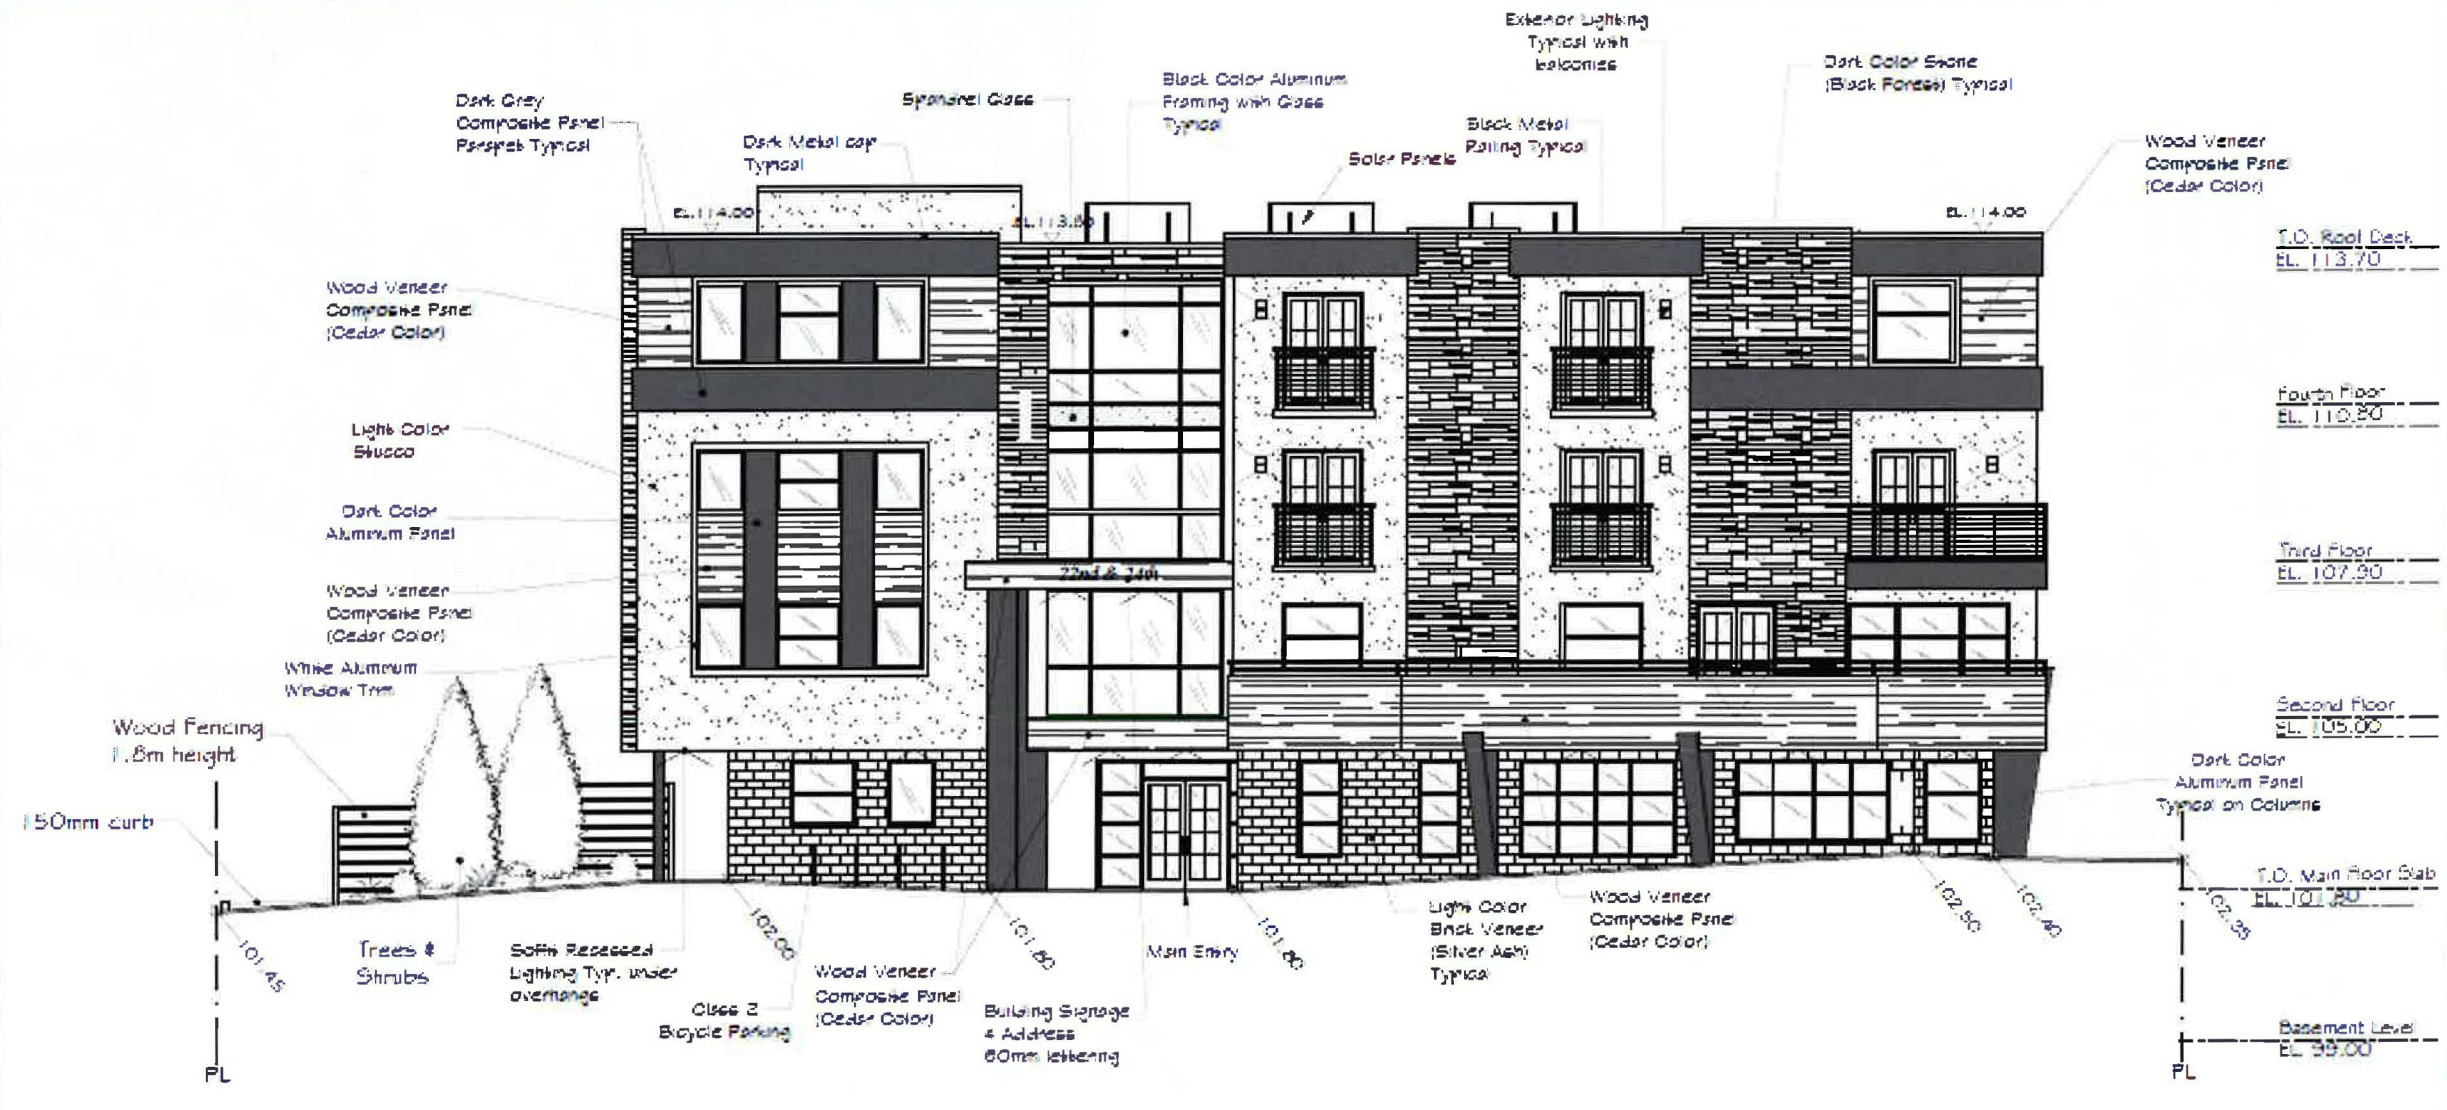 Exterior Lighting
Typical with
balconies
Dark Color Stone
(Black Forest) Typical
Black Color Aluminum
Framing with Glass
Typical
Spandrel Glass
Dark Grey
Composite Panel
Parapet Typical
Dark Metal cap
Typical
Black Metal
Railing Typical
Solar Panels
Wood Veneer
Composite Panel
(Cedar Color)
EL.114.00
EL.113.80
EL.114.00
T.O. Roof Deck
EL. 113.70
Wood Veneer
Composite Panel
(Cedar Color)
Fourth Floor
EL. 110.80
Light Color
Stucco
Dark Color
Aluminum Panel
Third Floor
EL. 107.90
22nd & 24th
Wood Veneer
Composite Panel
(Cedar Color)
White Aluminum
Window Trim
Second Floor
EL. 105.00
Wood Fencing
1.8m height
Dark Color
Aluminum Panel
Typical on Columns
150mm curb
T.O. Main Floor Slab
EL. 101.80
101.45
102.00
101.80
101.80
102.50
102.40
102.35
Trees &
Shrubs
Soffit Recessed
Lighting Typ. under
overhangs
Class 2
Bicycle Parking
Wood Veneer
Composite Panel
(Cedar Color)
Building Signage
& Address
60mm lettering
Main Entry
Light Color
Brick Veneer
(Silver Ash)
Typical
Wood Veneer
Composite Panel
(Cedar Color)
Basement Level
EL. 99.00
PL
PL